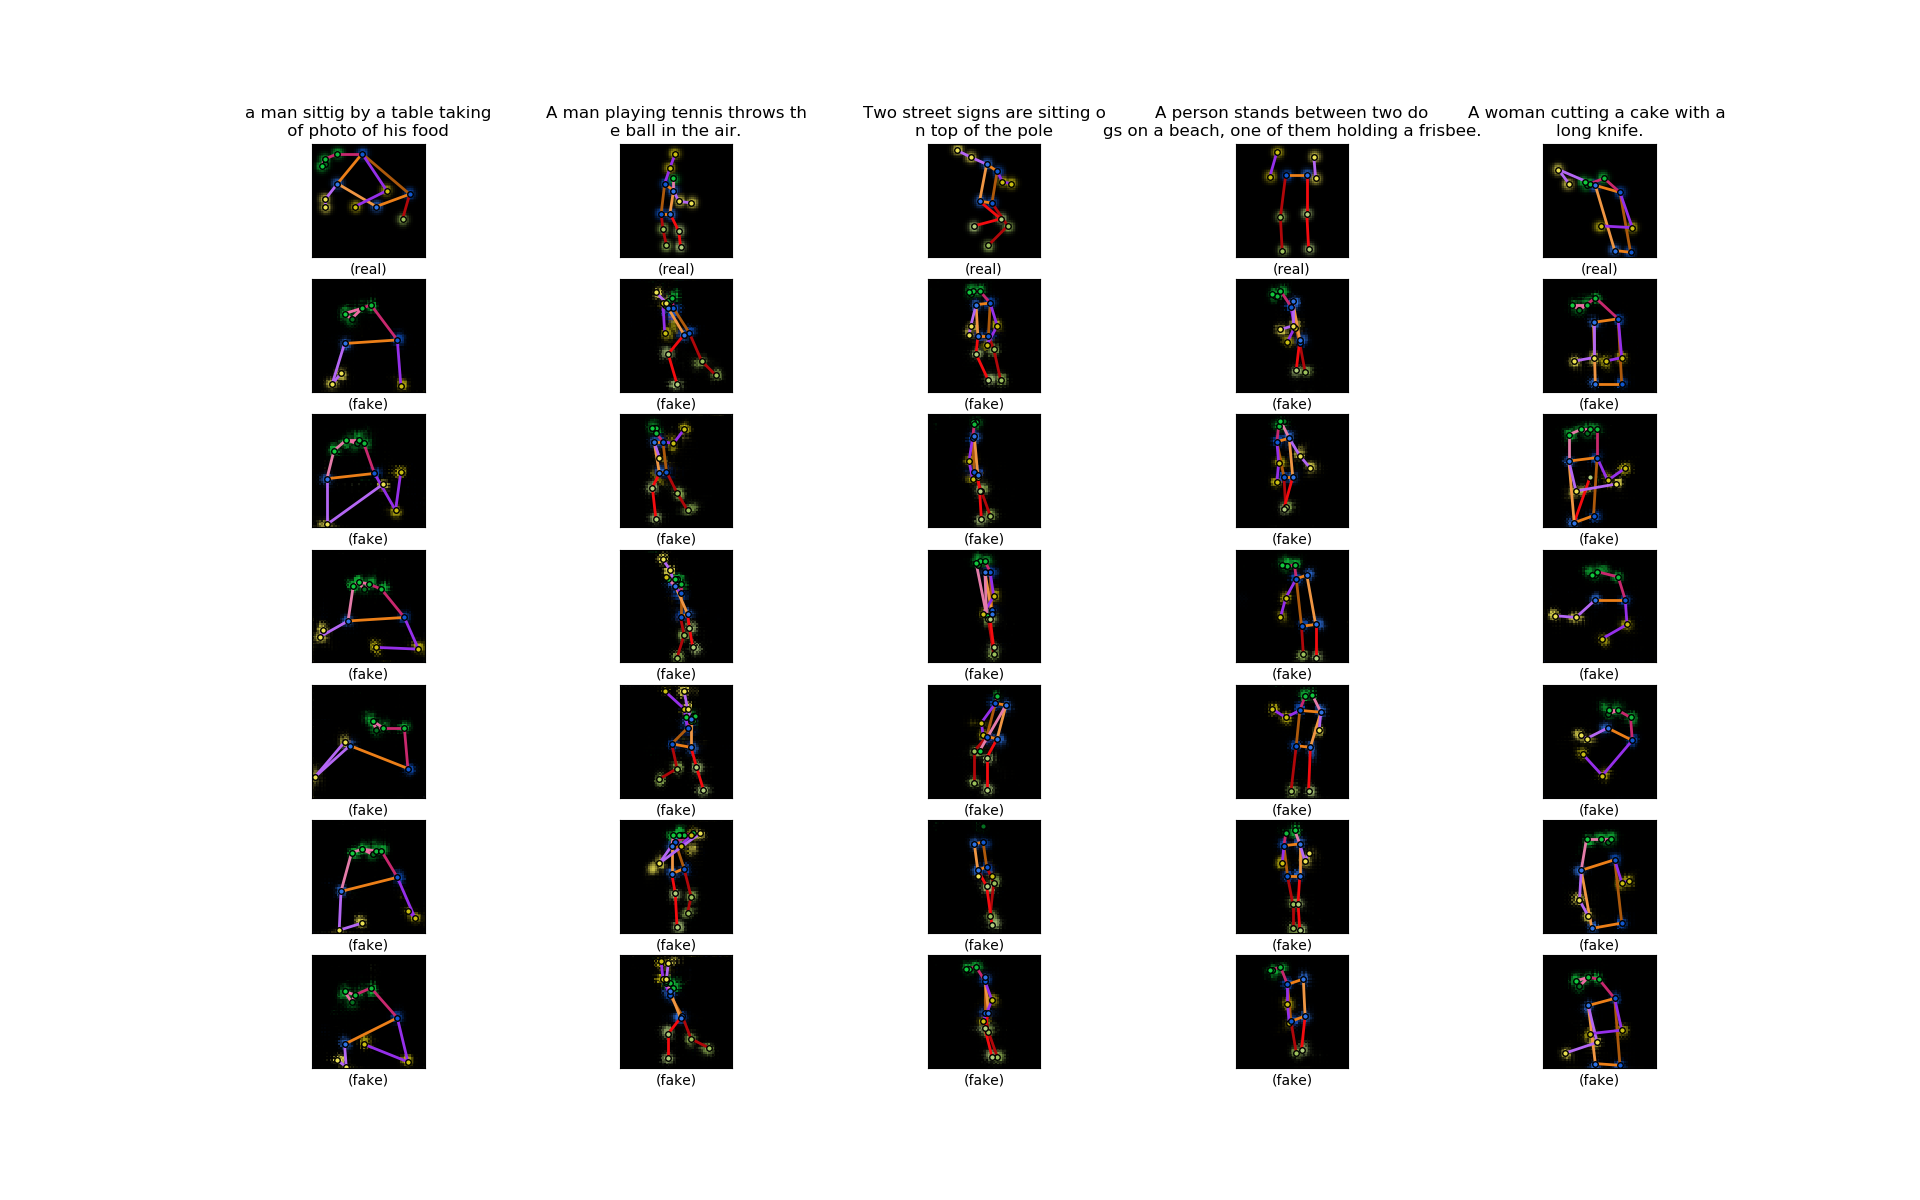 a man sittig by a table taking
of photo of his food
A man playing tennis throws th
e ball in the air.
Two street signs are sitting o
n top of the pole
A person stands between two do
gs on a beach, one of them holding a frisbee.
A woman cutting a cake with a
long knife.
(real) (real) (real) (real) (real)
(fake) (fake) (fake) (fake) (fake)
(fake) (fake) (fake) (fake) (fake)
(fake) (fake) (fake) (fake) (fake)
(fake) (fake) (fake) (fake) (fake)
(fake) (fake) (fake) (fake) (fake)
(fake) (fake) (fake) (fake) (fake)